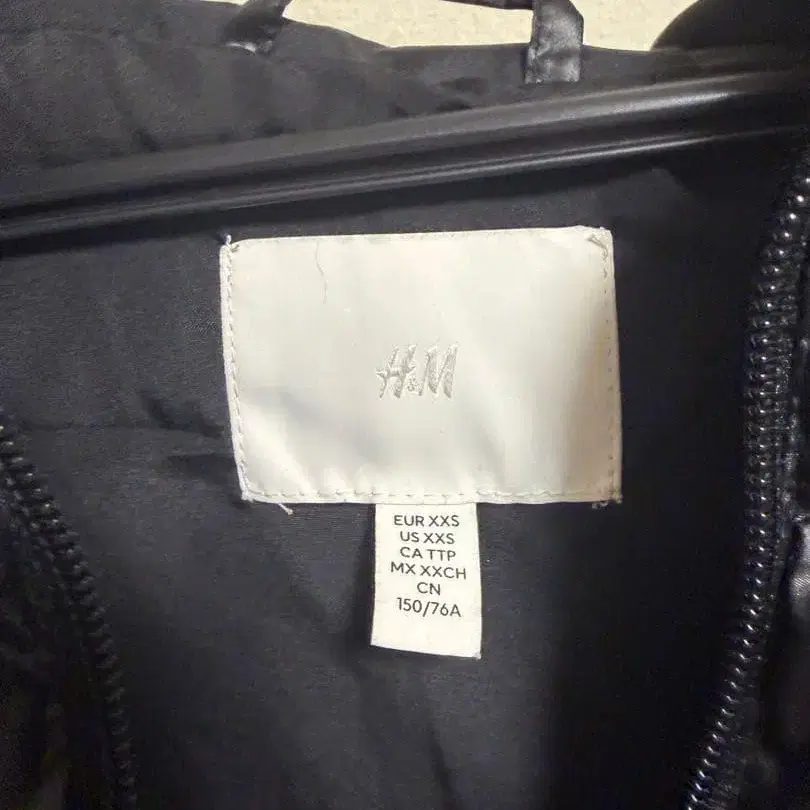 H&M
EUR XXS
US XXS
CA TTP
MX XXCH
CN
150/76A